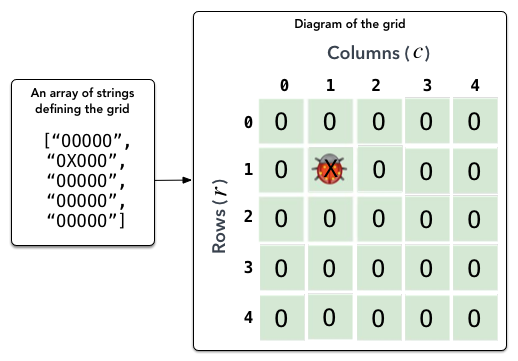 An array of strings
defining the grid
[“00000”,
“0X000”,
“00000”,
“00000”,
“00000”]
Diagram of the grid
Columns (c)
0 1 2 3 4
Rows (r)
0 0 0 0 0 0
1 0 X 0 0 0
2 0 0 0 0 0
3 0 0 0 0 0
4 0 0 0 0 0